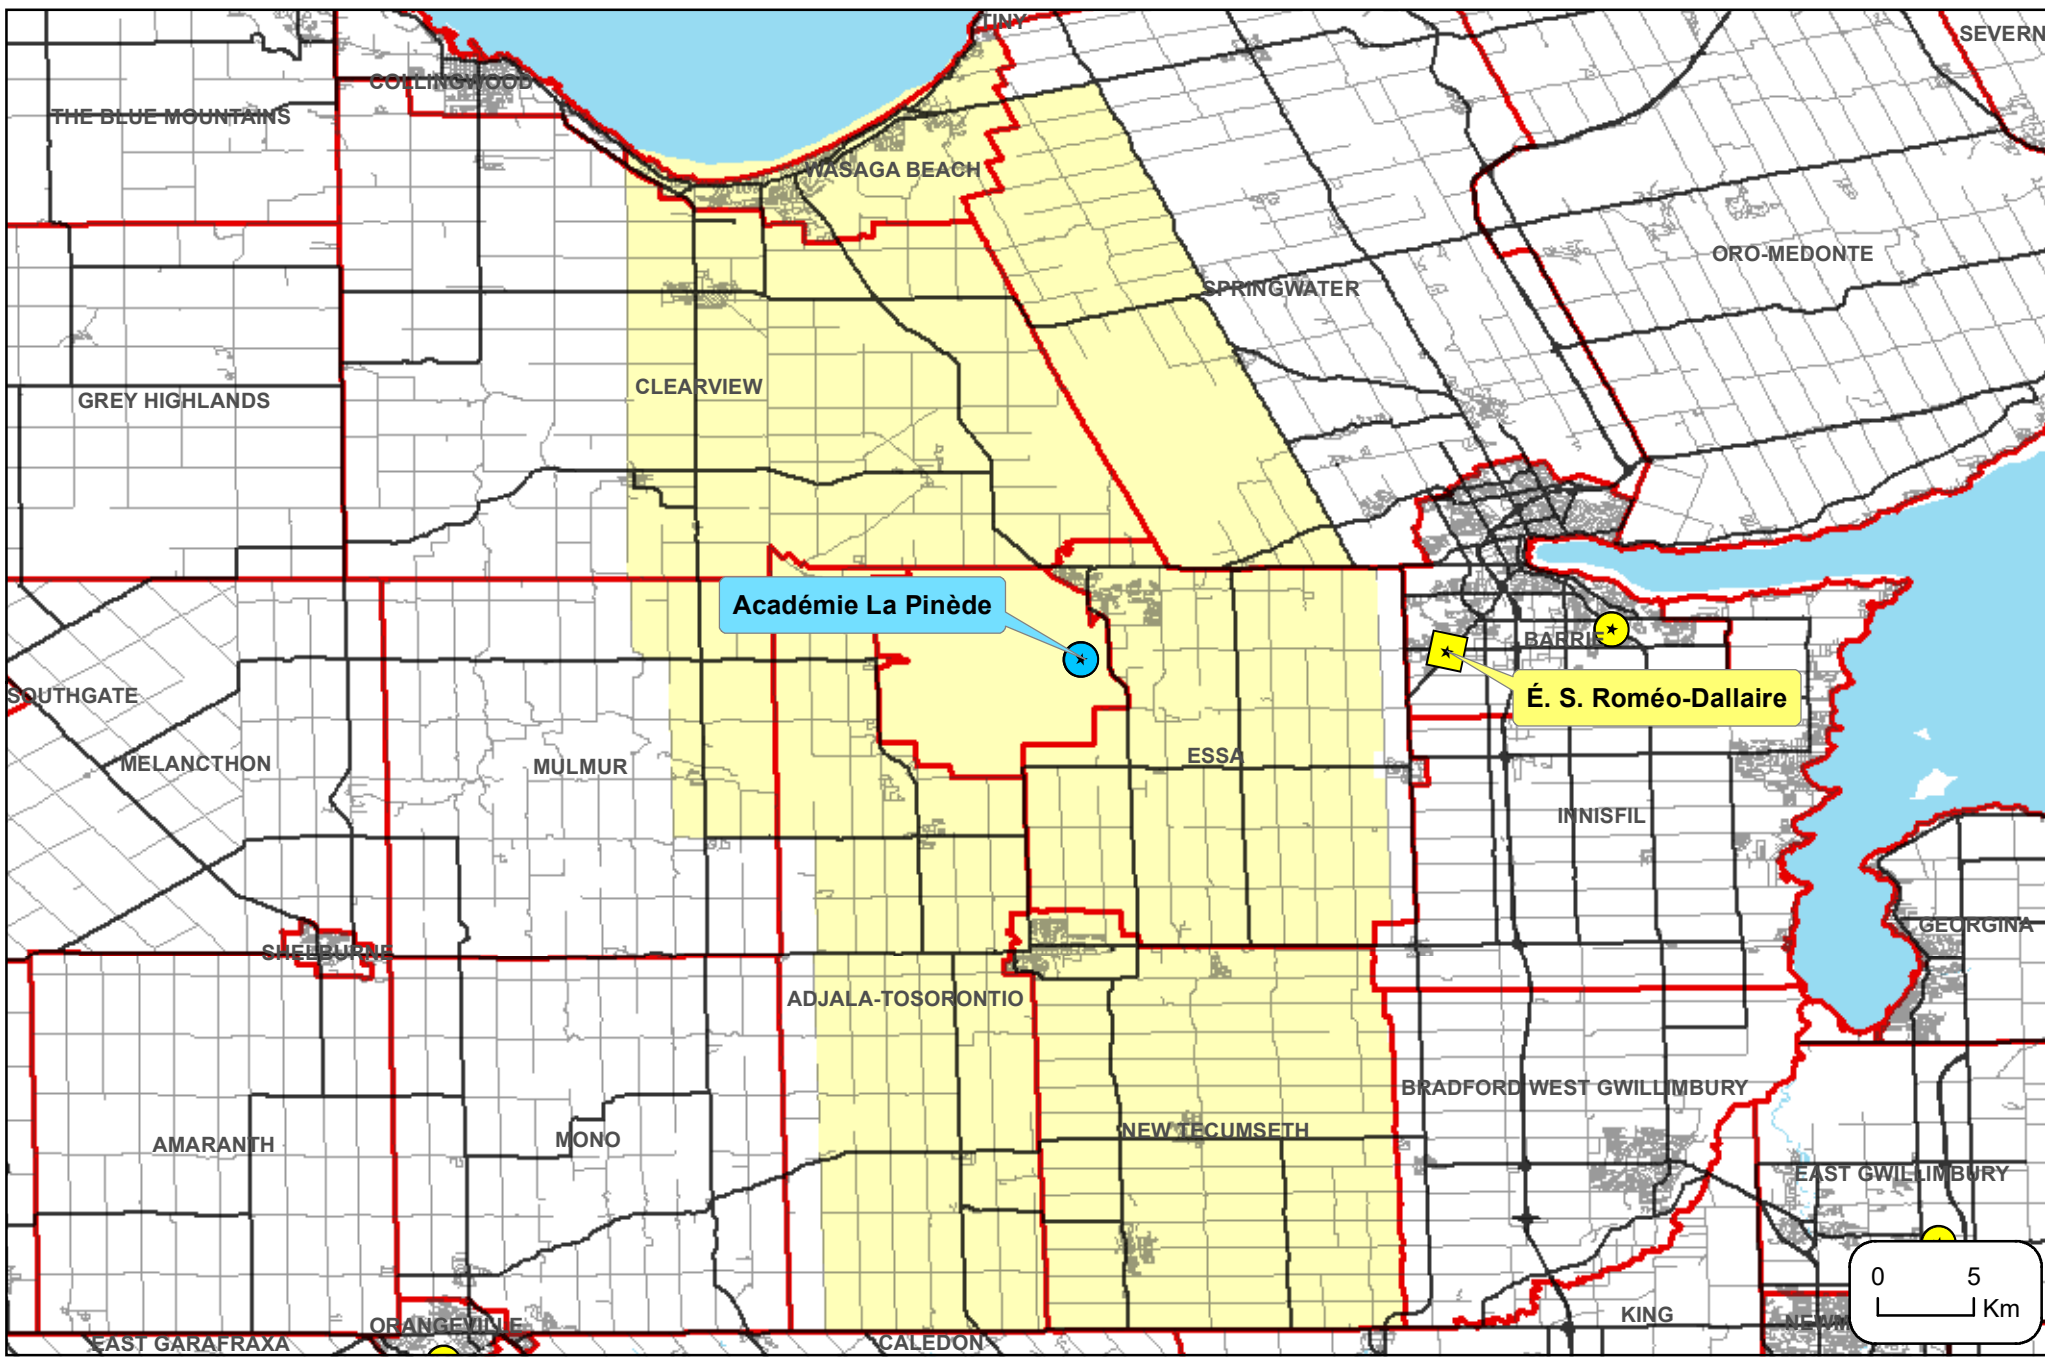 TINY
SEVERN
COLLINGWOOD
THE BLUE MOUNTAINS
WASAGA BEACH
ORO-MEDONTE
SPRINGWATER
CLEARVIEW
GREY HIGHLANDS
Académie La Pinède
BARRIE
SOUTHGATE
É. S. Roméo-Dallaire
ESSA
MELANCTHON
MULMUR
INNISFIL
GEORGINA
SHELBURNE
ADJALA-TOSORONTIO
BRADFORD WEST GWILLIMBURY
NEW TECUMSETH
AMARANTH
MONO
EAST GWILLIMBURY
0 5
Km
KING
NEWM
ORANGEVILLE
EAST GARAFRAXA
CALEDON